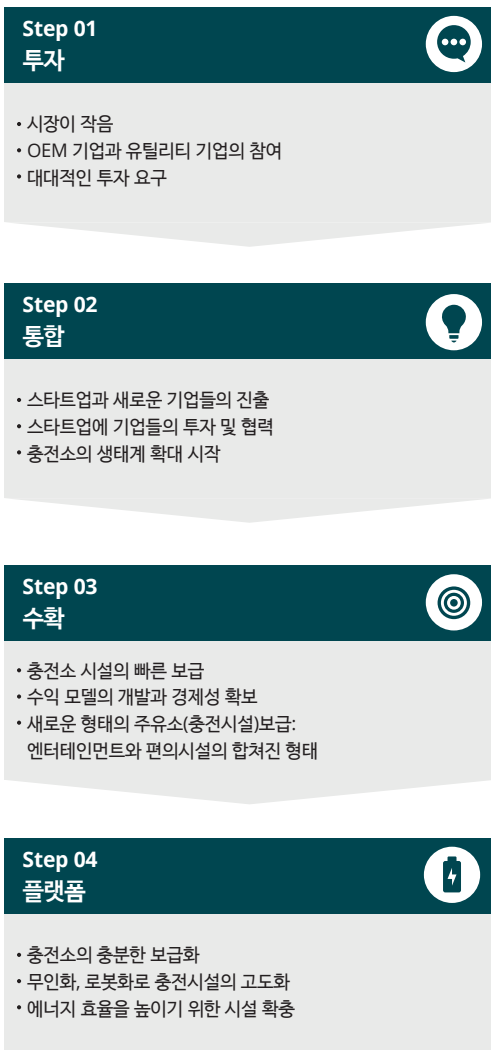 Step 01
투자
• 시장이 작음
• OEM 기업과 유틸리티 기업의 참여
• 대대적인 투자 요구
Step 02
통합
• 스타트업과 새로운 기업들의 진출
• 스타트업에 기업들의 투자 및 협력
• 충전소의 생태계 확대 시작
Step 03
수확
• 충전소 시설의 빠른 보급
• 수익 모델의 개발과 경제성 확보
• 새로운 형태의 주유소(충전시설)보급:
엔터테인먼트와 편의시설의 합쳐진 형태
Step 04
플랫폼
• 충전소의 충분한 보급화
• 무인화, 로봇화로 충전시설의 고도화
• 에너지 효율을 높이기 위한 시설 확충